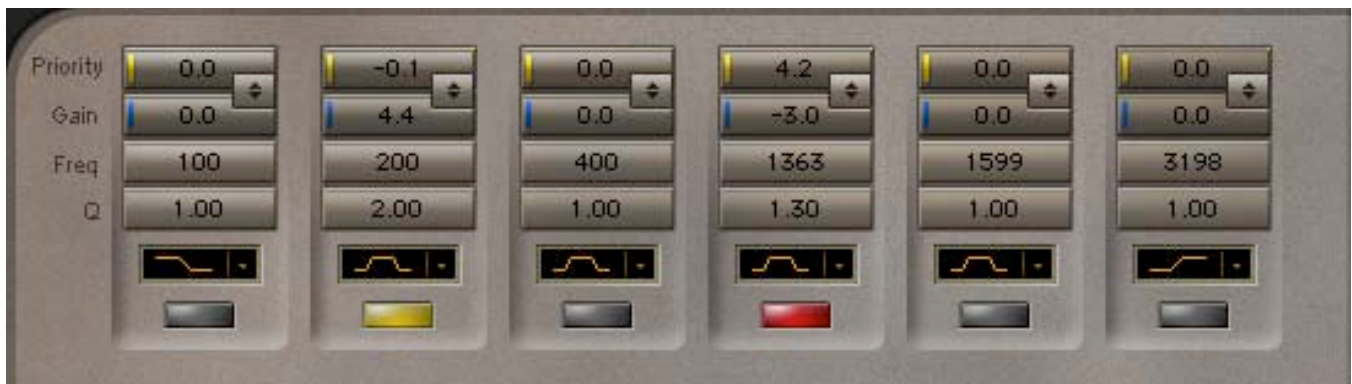 Priority 0.0 -0.1 0.0 4.2 0.0 0.0
Gain 0.0 4.4 0.0 -3.0 0.0 0.0
Freq 100 200 400 1363 1599 3198
Q 1.00 2.00 1.00 1.30 1.00 1.00